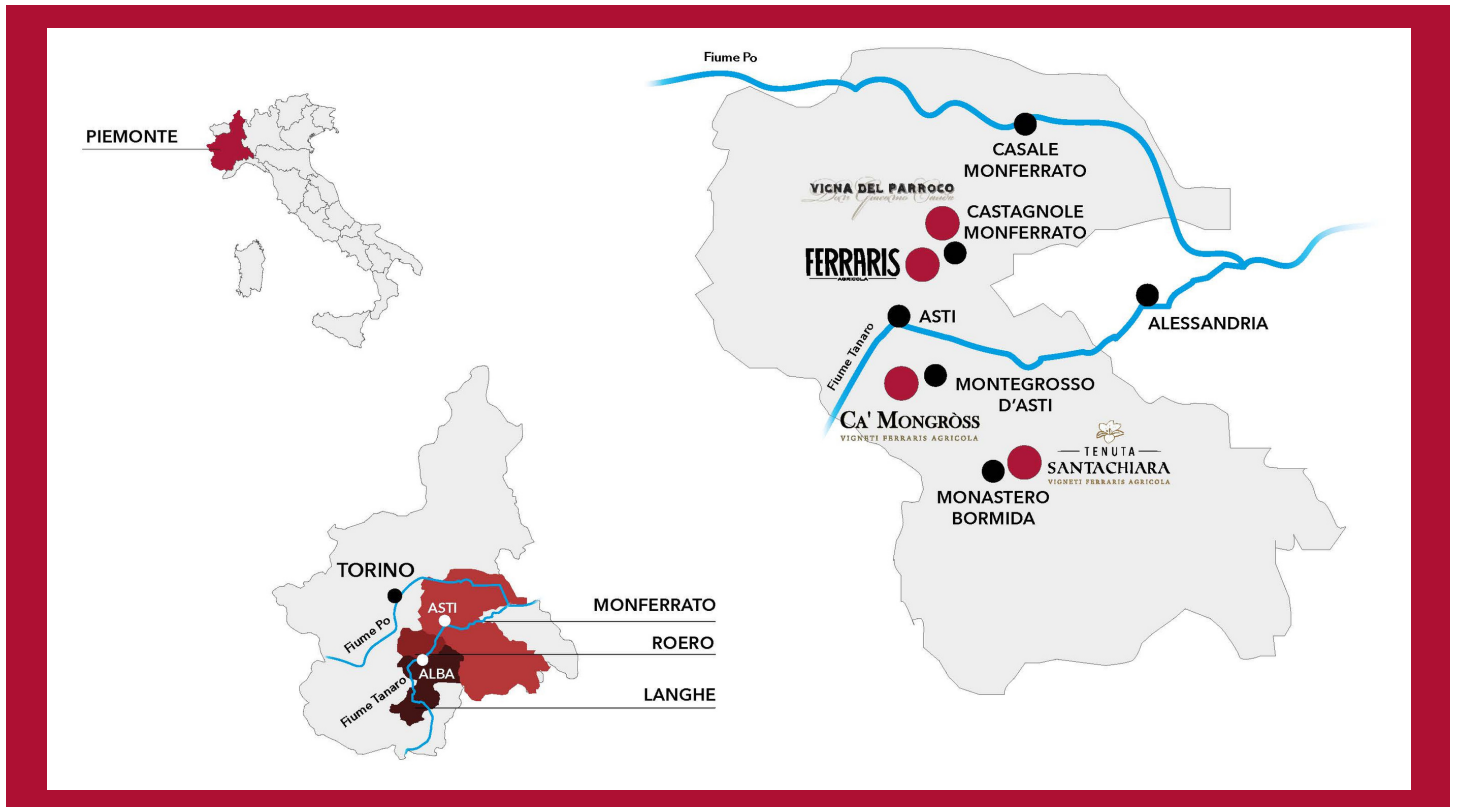 PIEMONTE
TORINO
ASTI
ALBA
Fiume Po
Fiume Tanaro
MONFERRATO
ROERO
LANGHE
Fiume Po
CASALE
MONFERRATO
VIGNA DEL PARROCO
CASTAGNOLE
MONFERRATO
FERRARIS
AGRICOLA
ASTI
ALESSANDRIA
Fiume Tanaro
MONTEGROSSO
D'ASTI
CA' MONGRÒSS
VIGNETI FERRARIS AGRICOLA
TENUTA
SANTACHIARA
VIGNETI FERRARIS AGRICOLA
MONASTERO
BORMIDA